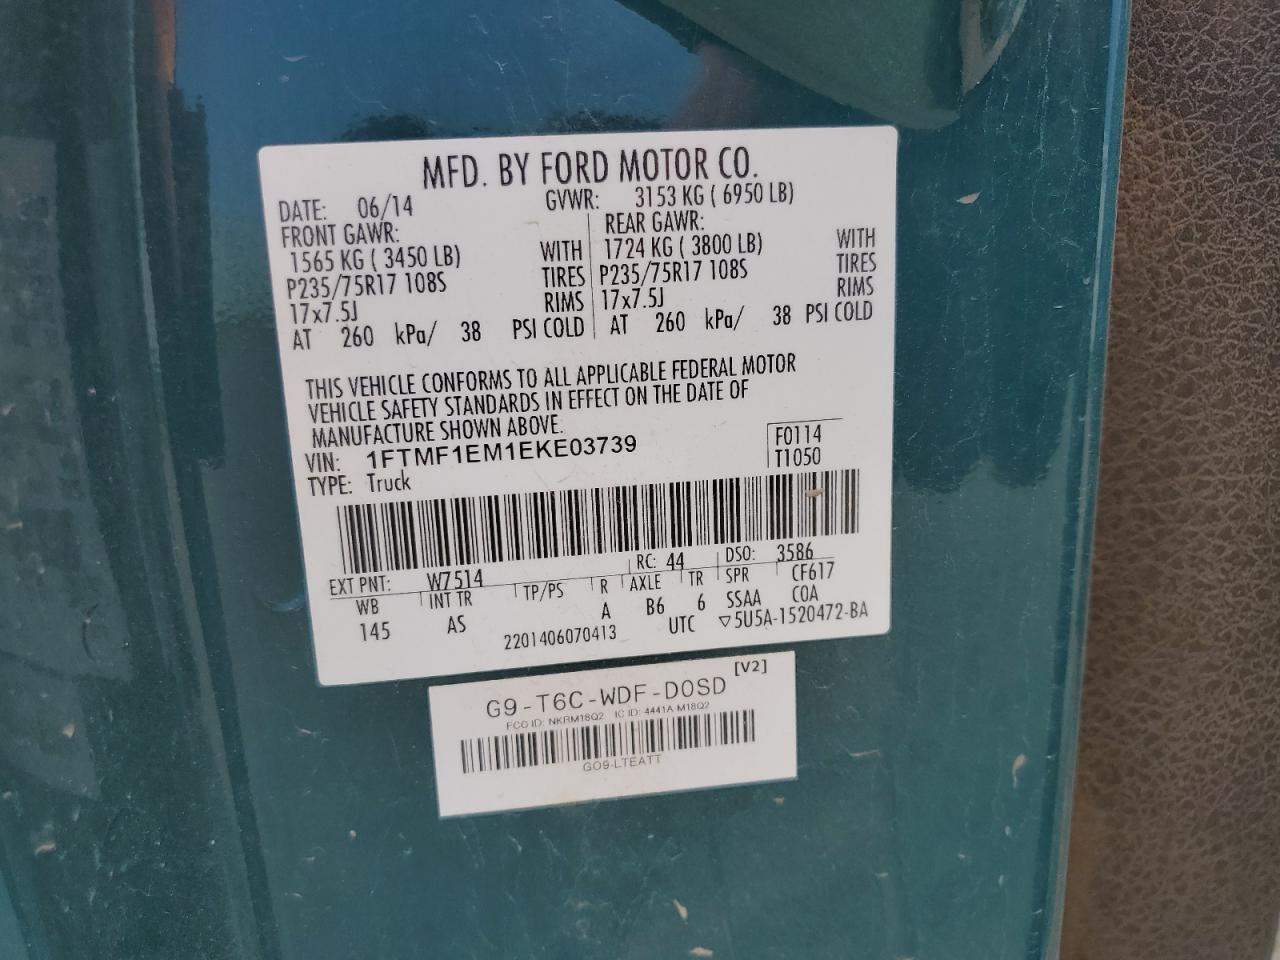 MFD. BY FORD MOTOR CO.
DATE: 06/14 GVWR: 3153 KG ( 6950 LB)
FRONT GAWR: REAR GAWR:
1565 KG ( 3450 LB) WITH 1724 KG ( 3800 LB) WITH
P235/75R17 108S TIRES P235/75R17 108S TIRES
17x7.5J RIMS 17x7.5J RIMS
AT 260 kPa/ 38 PSI COLD AT 260 kPa/ 38 PSI COLD
THIS VEHICLE CONFORMS TO ALL APPLICABLE FEDERAL MOTOR
VEHICLE SAFETY STANDARDS IN EFFECT ON THE DATE OF
MANUFACTURE SHOWN ABOVE.
VIN: 1FTMF1EM1EKE03739 F0114
TYPE: Truck T1050
EXT PNT: W7514 RC: 44 DSO: 3586
WB INT TR TP/PS R AXLE TR SPR CF617
145 AS A B6 6 SSAA COA
2201406070413 UTC ▽5U5A-1520472-BA
[V2]
G9-T6C-WDF-D0SD
FCC ID: NKRM18Q2 IC ID: 4441A-M18Q2
GO9-LTEATT